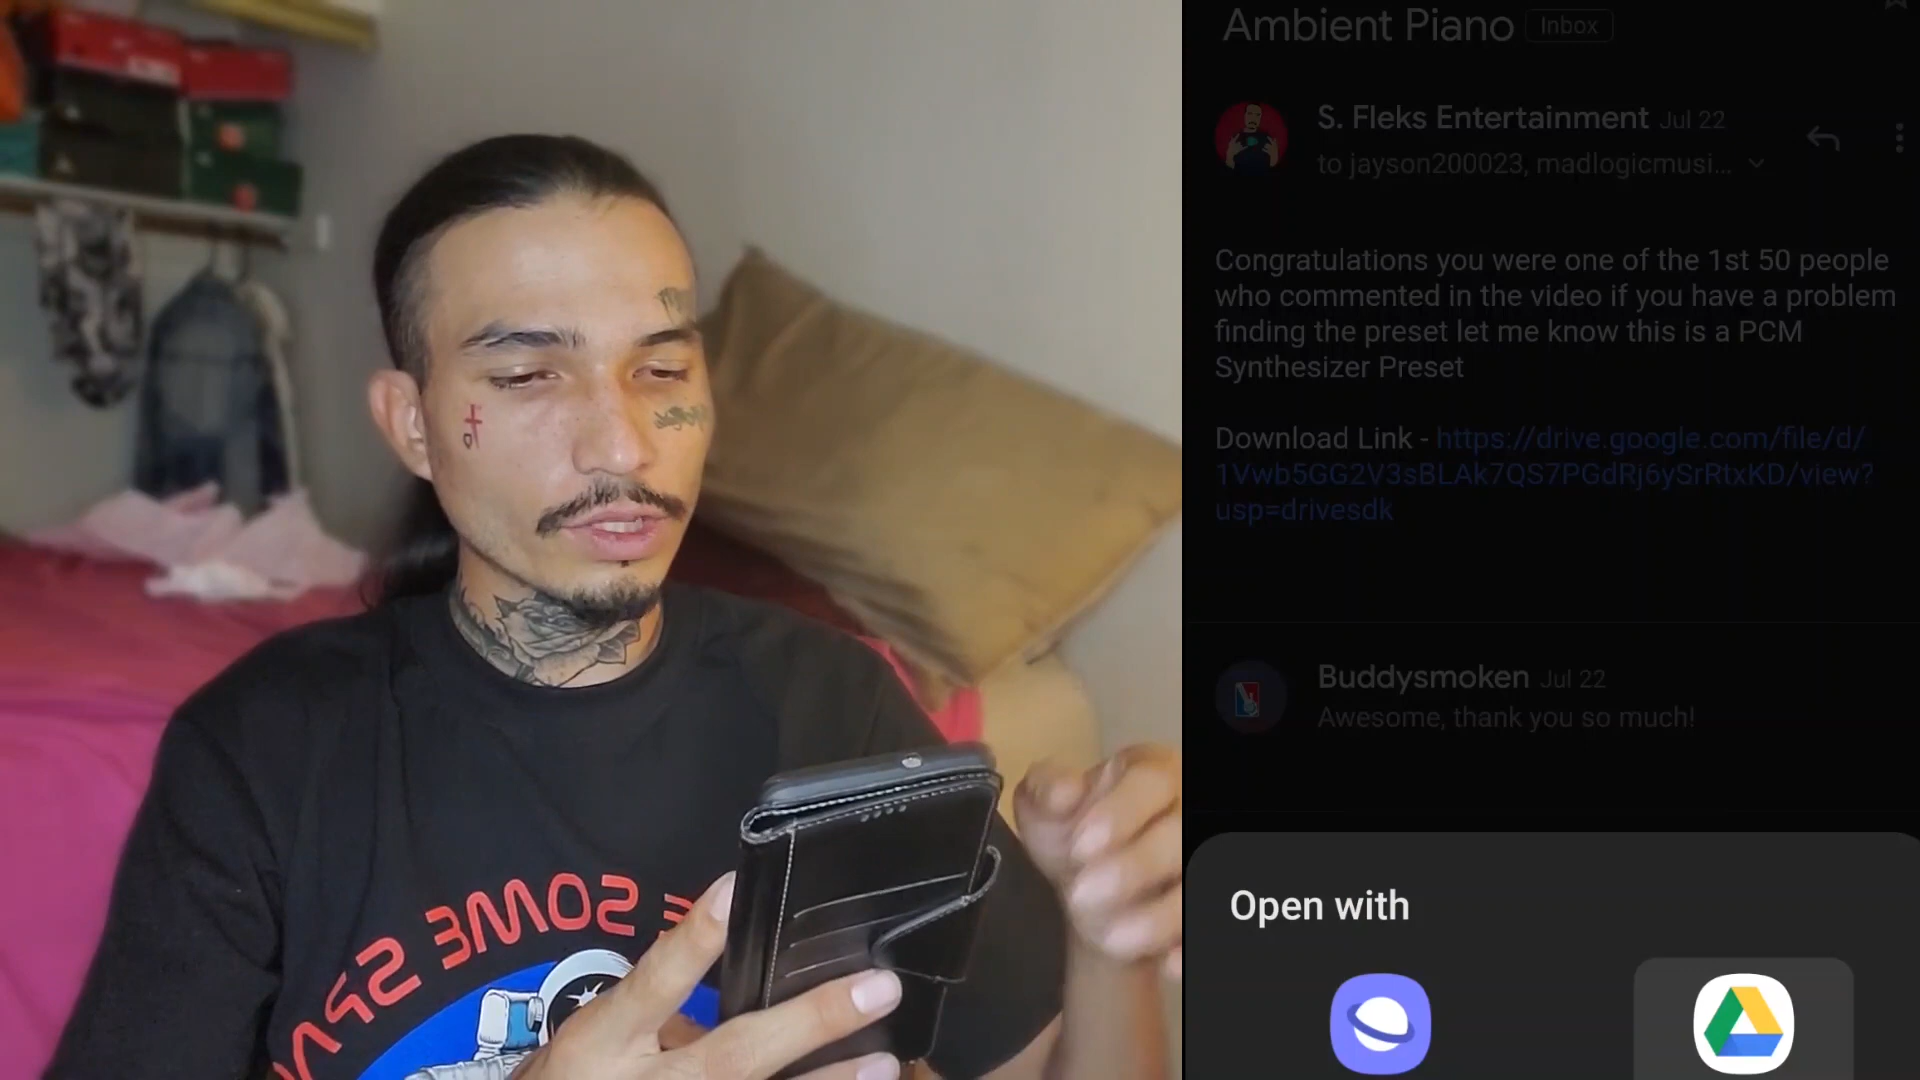 Ambient Piano Inbox
S. Fleks Entertainment Jul 22
to jayson200023, madlogicmusi...
Congratulations you were one of the 1st 50 people
who commented in the video if you have a problem
finding the preset let me know this is a PCM
Synthesizer Preset
Download Link - https://drive.google.com/file/d/
1Vwb5GG2V3sBLAk7QS7PGdRj6ySrRtxKD/view?
usp=drivesdk
Buddysmoken Jul 22
Awesome, thank you so much!
Open with
SOME